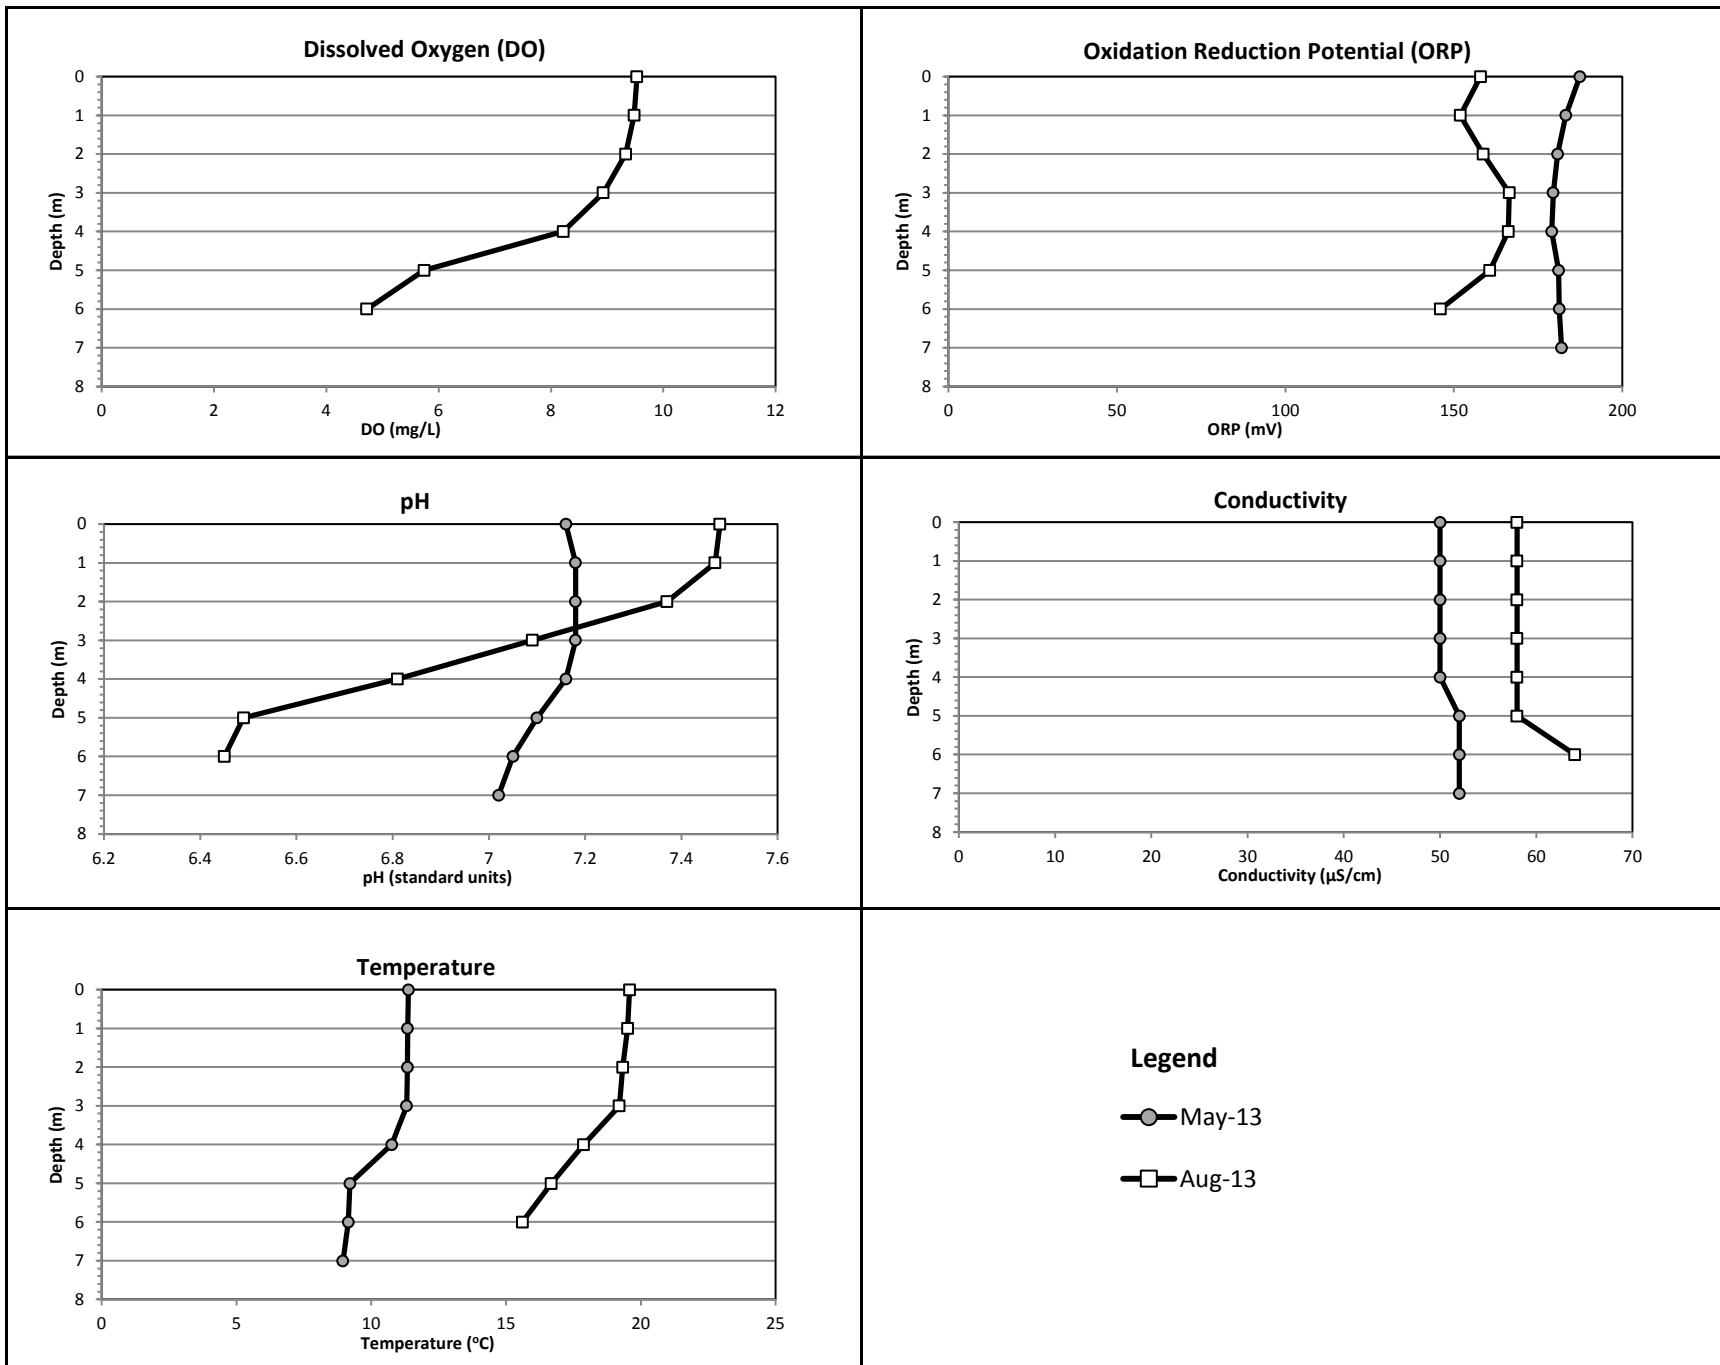 Dissolved Oxygen (DO)
0
1
2
3
4
5
6
7
8
Depth (m)
0 2 4 6 8 10 12
DO (mg/L)
Oxidation Reduction Potential (ORP)
0
1
2
3
4
5
6
7
8
Depth (m)
0 50 100 150 200
ORP (mV)
pH
0
1
2
3
4
5
6
7
8
Depth (m)
6.2 6.4 6.6 6.8 7 7.2 7.4 7.6
pH (standard units)
Conductivity
0
1
2
3
4
5
6
7
8
Depth (m)
0 10 20 30 40 50 60 70
Conductivity (µS/cm)
Temperature
0
1
2
3
4
5
6
7
8
Depth (m)
0 5 10 15 20 25
Temperature (°C)
Legend
May-13
Aug-13